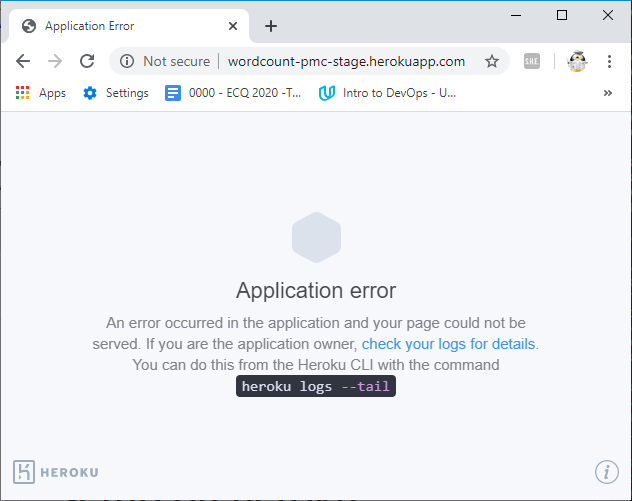 Application Error
Not secure wordcount-pmc-stage.herokuapp.com
Apps Settings 0000 - ECQ 2020 -T... Intro to DevOps - U...
Application error
An error occurred in the application and your page could not be
served. If you are the application owner, check your logs for details.
You can do this from the Heroku CLI with the command
heroku logs --tail
HEROKU